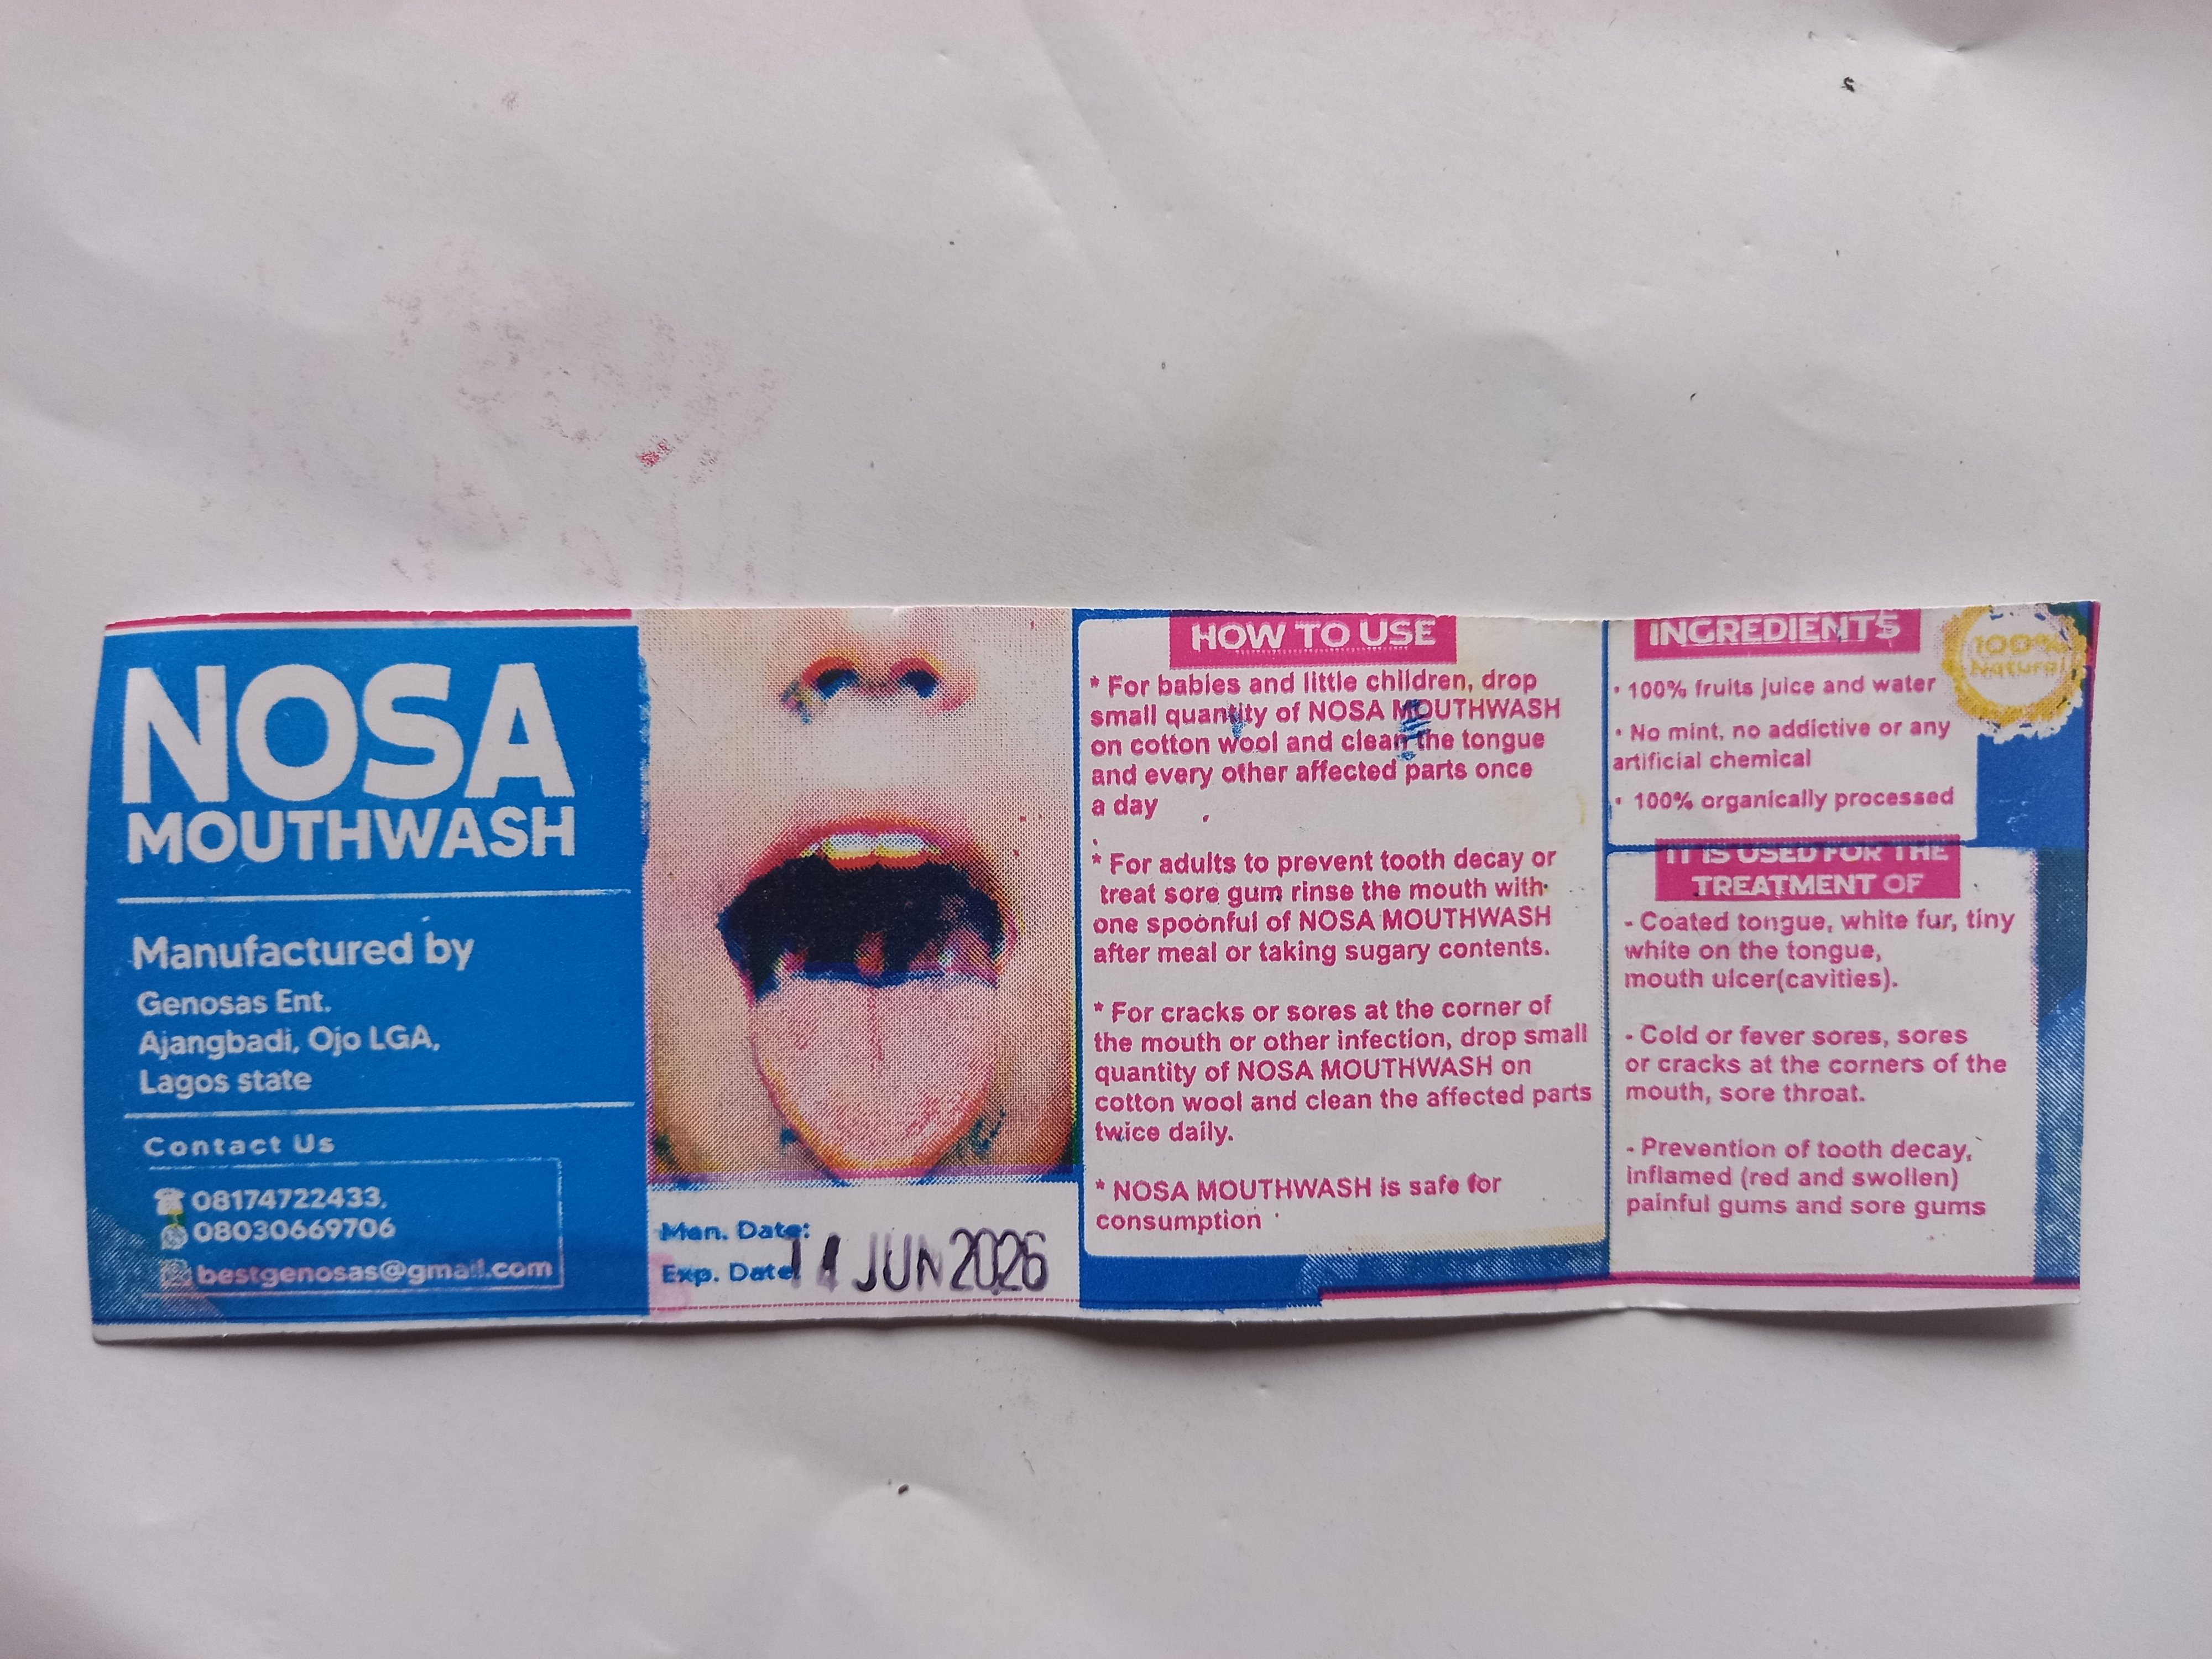 NOSA
MOUTHWASH
Manufactured by
Genosas Ent.
Ajangbadi, Ojo LGA,
Lagos state
Contact Us
08174722433,
08030669706
bestgenosas@gmail.com
Man. Date:
Exp. Date:
JUN 2026
HOW TO USE
* For babies and little children, drop
small quantity of NOSA MOUTHWASH
on cotton wool and clean the tongue
and every other affected parts once
a day
* For adults to prevent tooth decay or
treat sore gum rinse the mouth with
one spoonful of NOSA MOUTHWASH
after meal or taking sugary contents.
* For cracks or sores at the corner of
the mouth or other infection, drop small
quantity of NOSA MOUTHWASH on
cotton wool and clean the affected parts
twice daily.
* NOSA MOUTHWASH is safe for
consumption
INGREDIENTS
100% Natural
• 100% fruits juice and water
• No mint, no addictive or any
artificial chemical
• 100% organically processed
IT IS USED FOR THE
TREATMENT OF
- Coated tongue, white fur, tiny
white on the tongue,
mouth ulcer(cavities).
- Cold or fever sores, sores
or cracks at the corners of the
mouth, sore throat.
- Prevention of tooth decay,
inflamed (red and swollen)
painful gums and sore gums